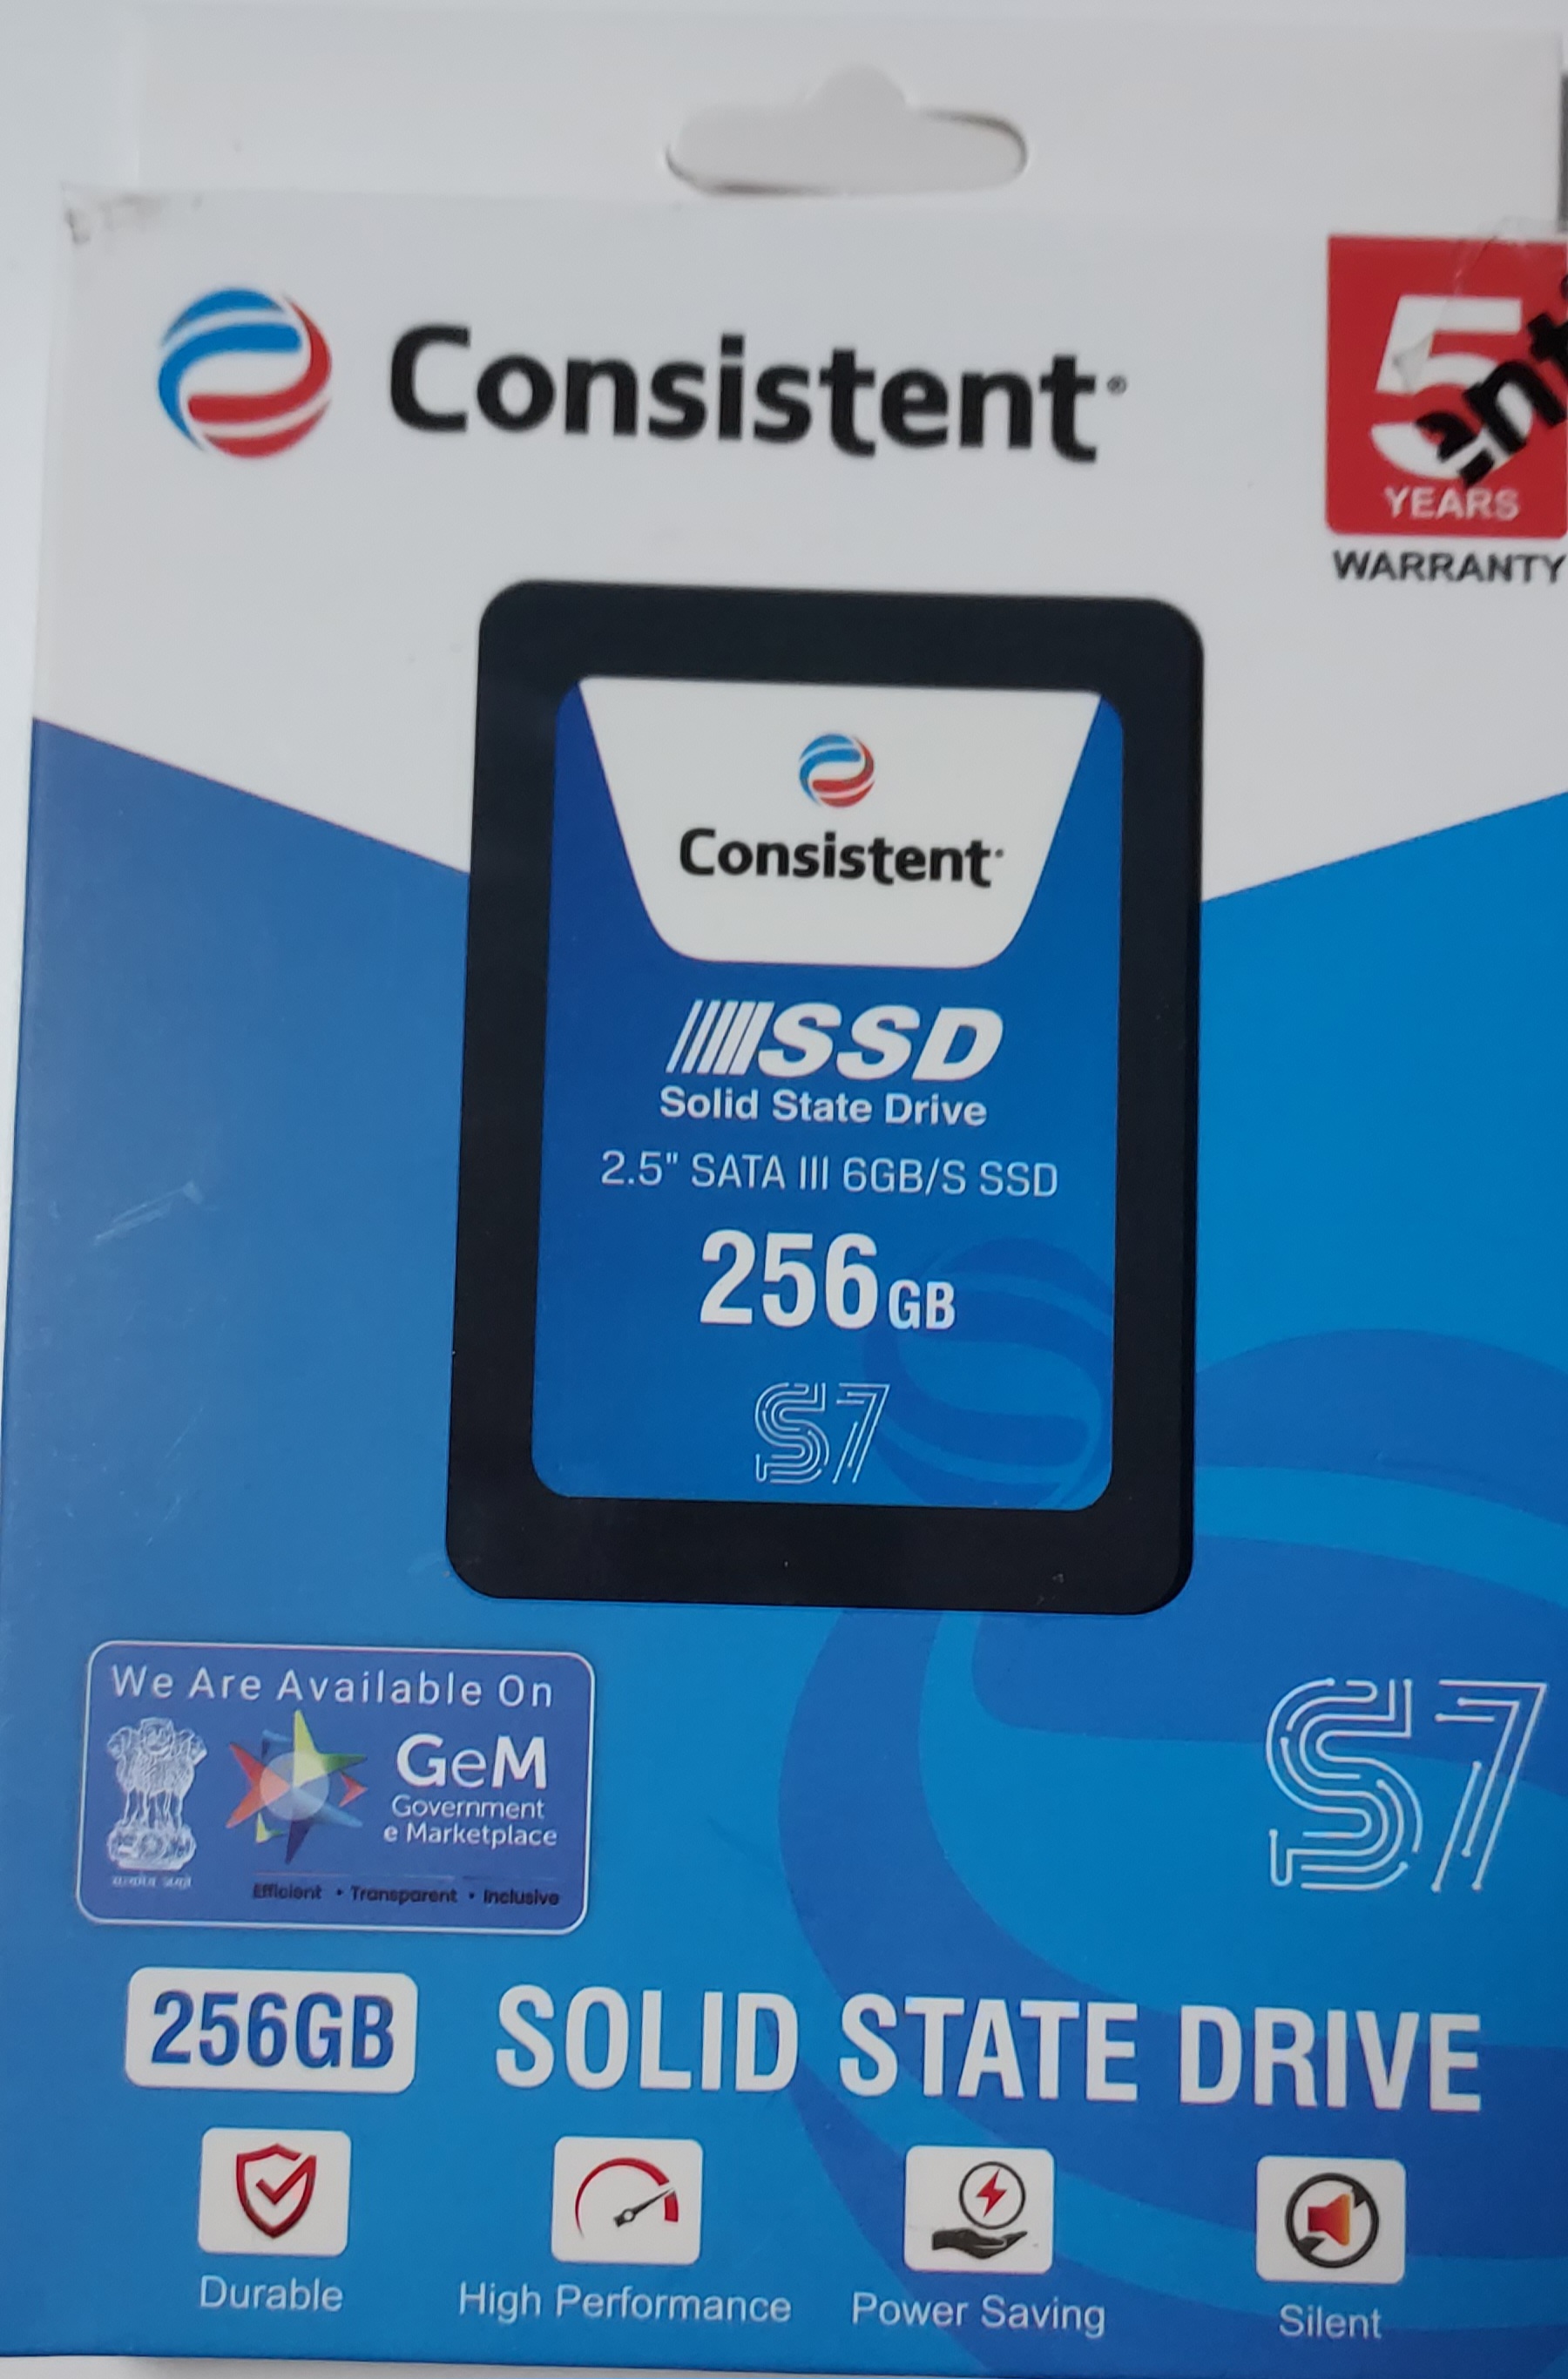 Consistent®
5
YEARS
WARRANTY
Consistent
SSD
Solid State Drive
2.5" SATA III 6GB/S SSD
256GB
S7
We Are Available On
GeM
Government
e Marketplace
Efficient • Transparent • Inclusive
S7
256GB SOLID STATE DRIVE
Durable
High Performance
Power Saving
Silent